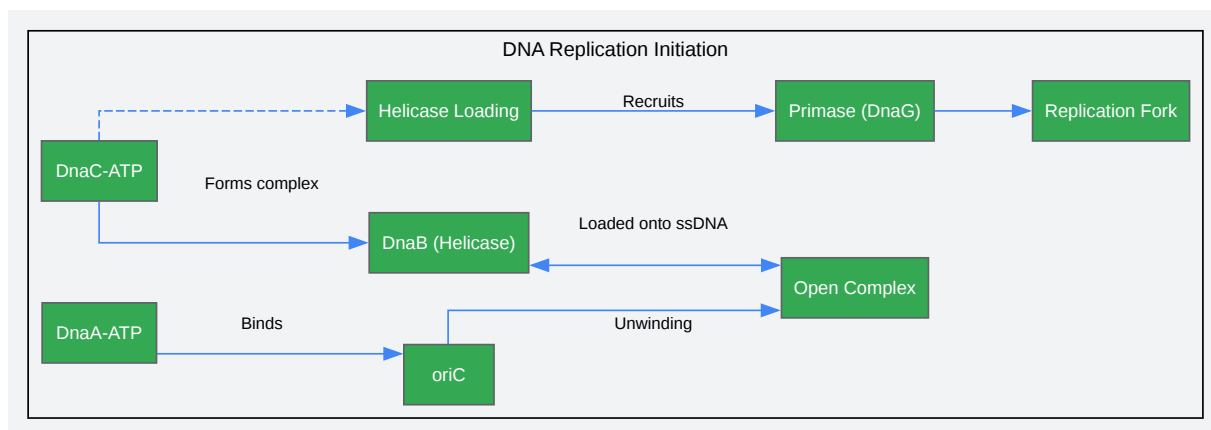 DNA Replication Initiation
Helicase Loading
Recruits
Primase (DnaG)
Replication Fork
DnaC-ATP
Forms complex
DnaB (Helicase)
Loaded onto ssDNA
Open Complex
DnaA-ATP
Binds
Unwinding
oriC